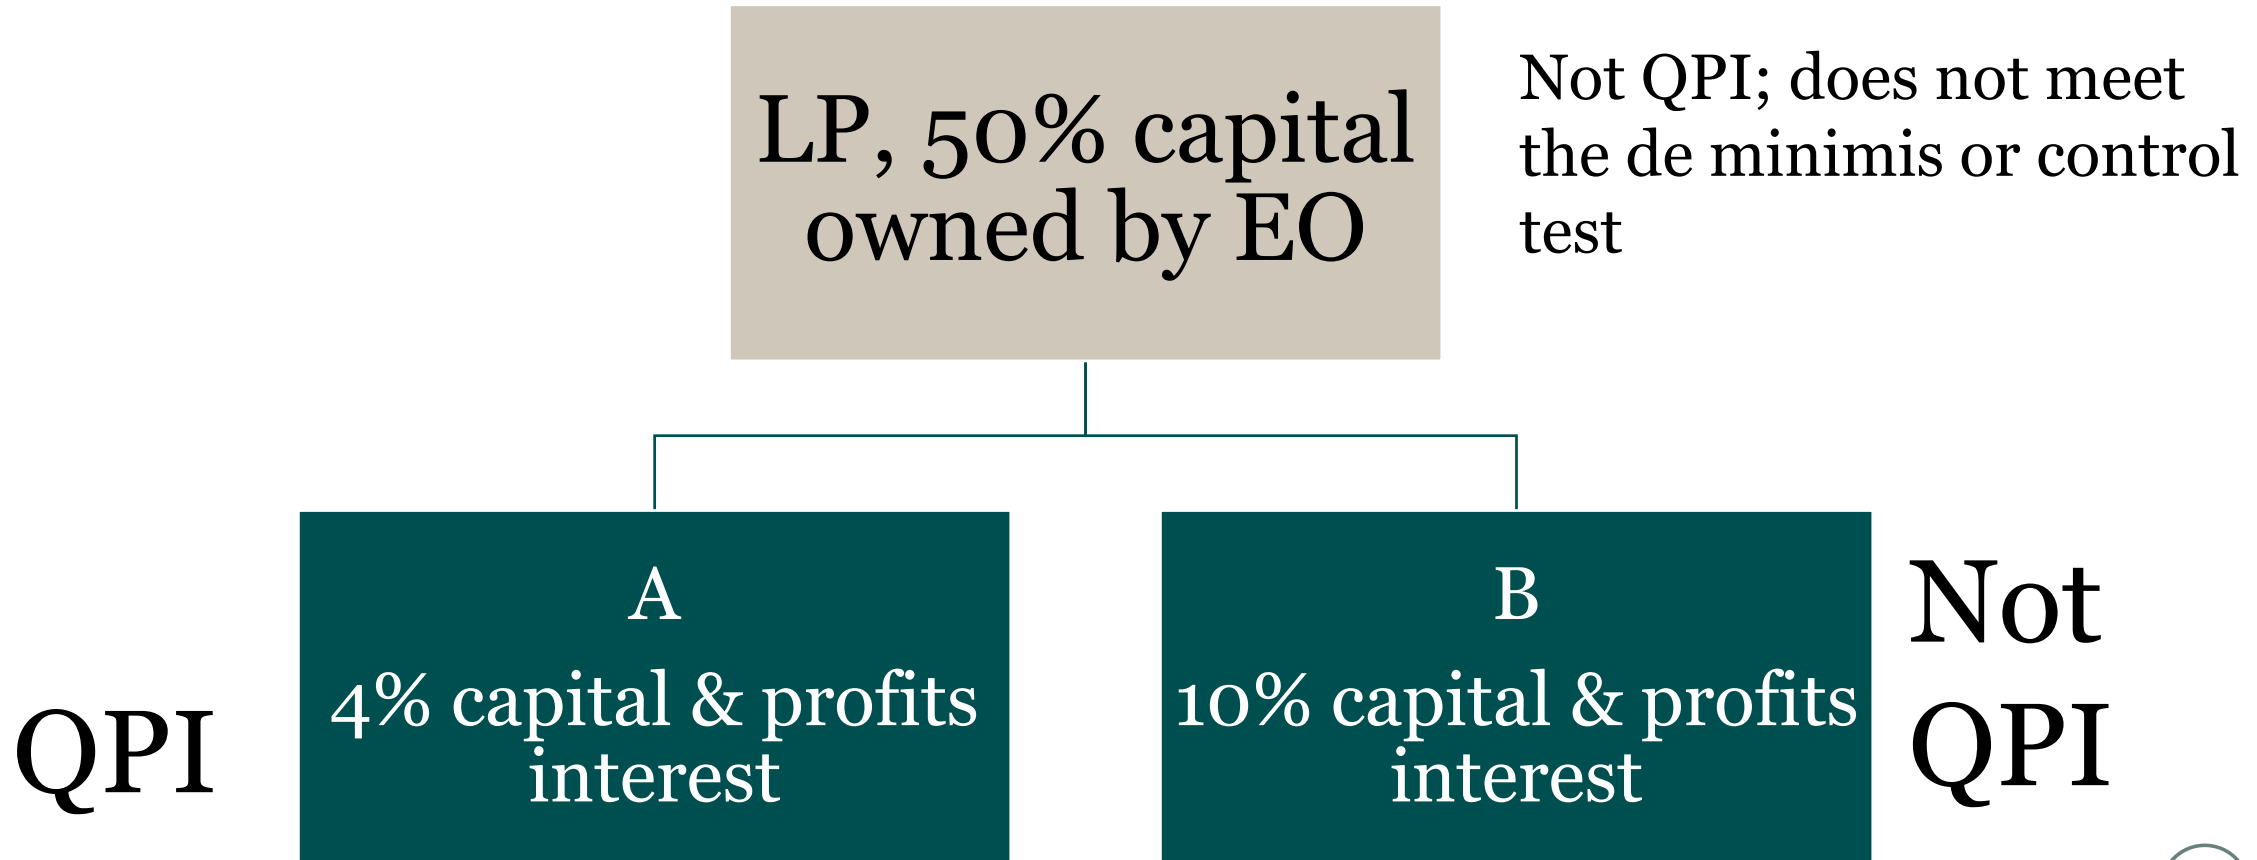 LP, 50% capital
owned by EO
Not QPI; does not meet
the de minimis or control
test
QPI
A
4% capital & profits
interest
B
10% capital & profits
interest
Not
QPI